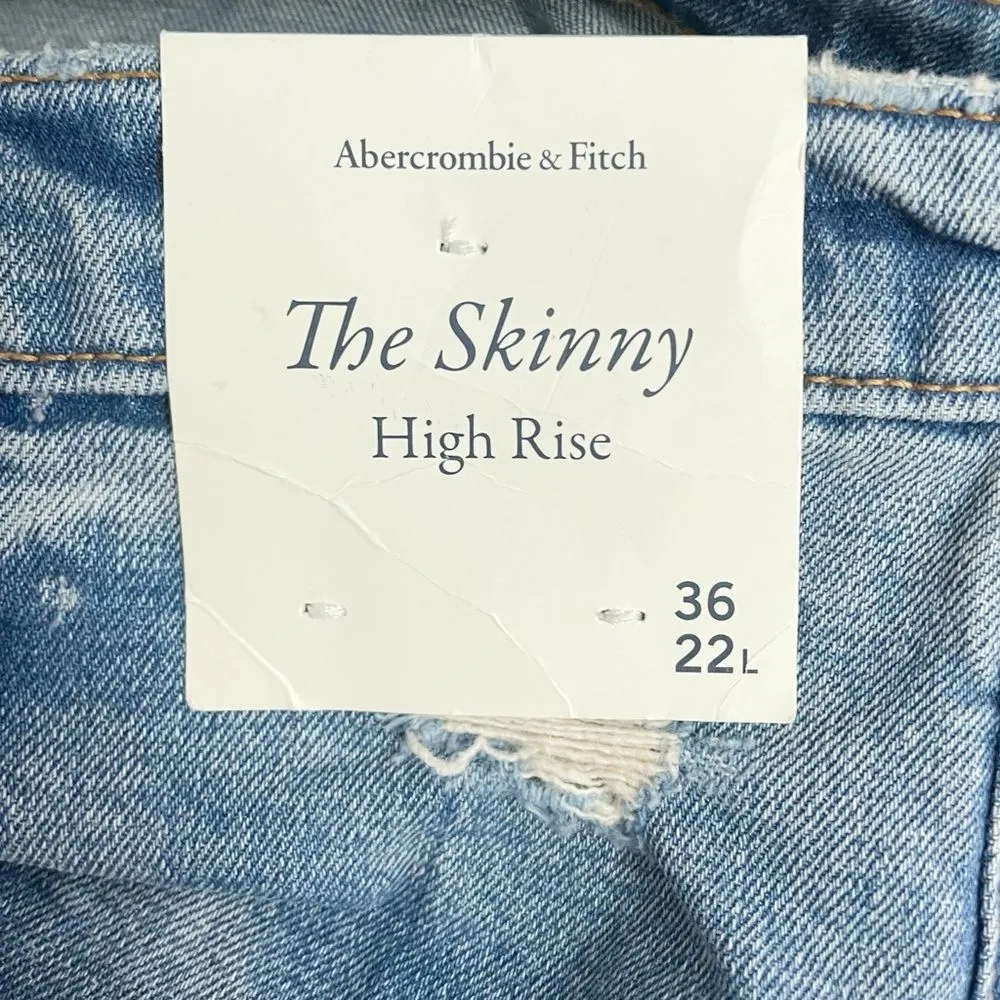 Abercrombie & Fitch
The Skinny
High Rise
36
22L